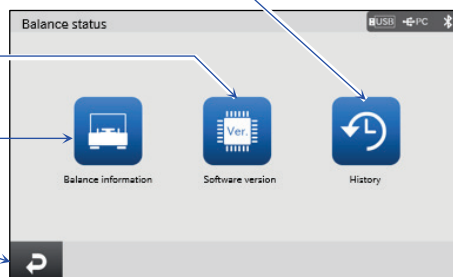 Balance status
USB PC
Ver.
Balance information
Software version
History